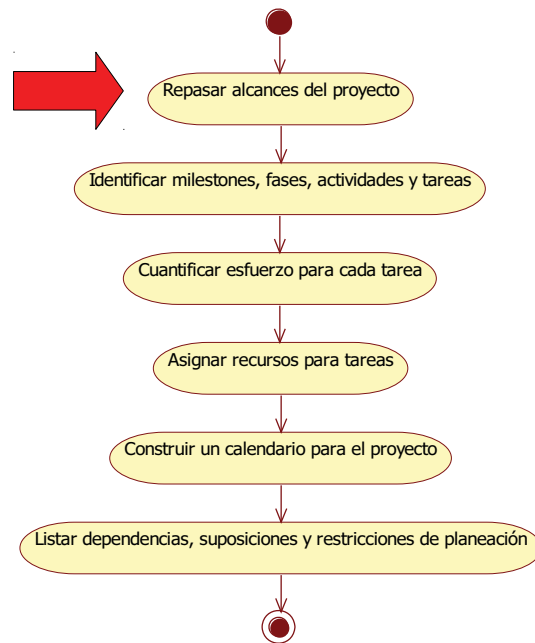 Repasar alcances del proyecto
Identificar milestones, fases, actividades y tareas
Cuantificar esfuerzo para cada tarea
Asignar recursos para tareas
Construir un calendario para el proyecto
Listar dependencias, suposiciones y restricciones de planeación